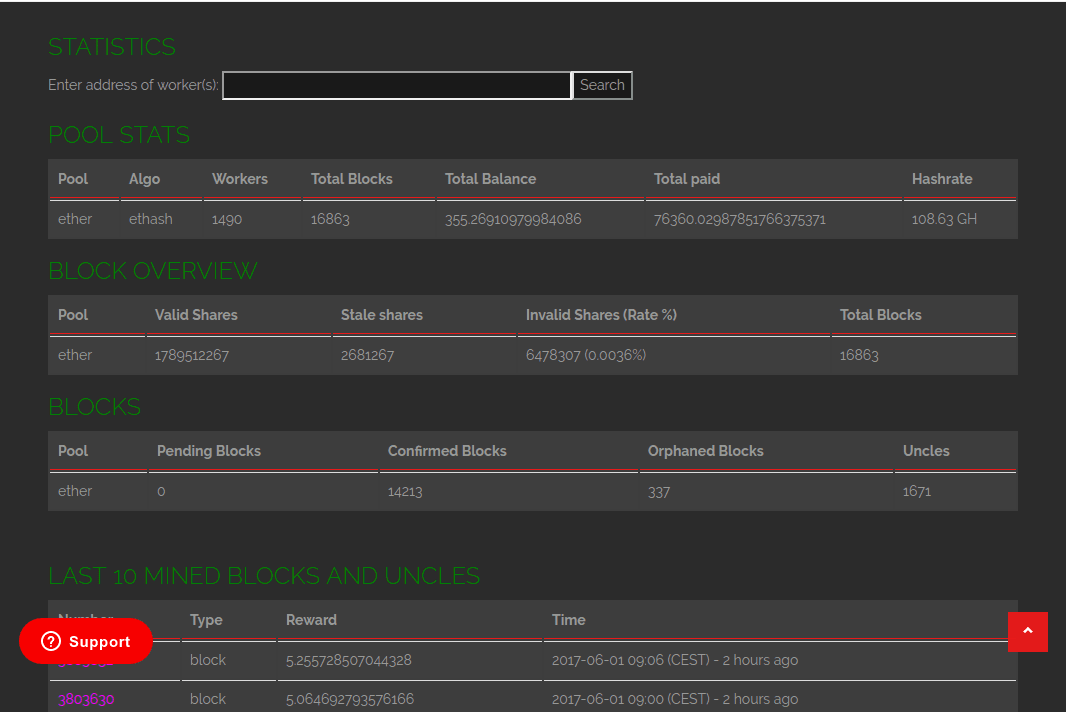 STATISTICS
Enter address of worker(s): Search
POOL STATS
Pool Algo Workers Total Blocks Total Balance Total paid Hashrate
ether ethash 1490 16863 355.26910979984086 76360.02987851766375371 108.63 GH
BLOCK OVERVIEW
Pool Valid Shares Stale shares Invalid Shares (Rate %) Total Blocks
ether 1789512267 2681267 6478307 (0.0036%) 16863
BLOCKS
Pool Pending Blocks Confirmed Blocks Orphaned Blocks Uncles
ether 0 14213 337 1671
LAST 10 MINED BLOCKS AND UNCLES
Number Type Reward Time
Support
block 5.255728507044328 2017-06-01 09:06 (CEST) - 2 hours ago
3803630 block 5.064692793576166 2017-06-01 09:00 (CEST) - 2 hours ago